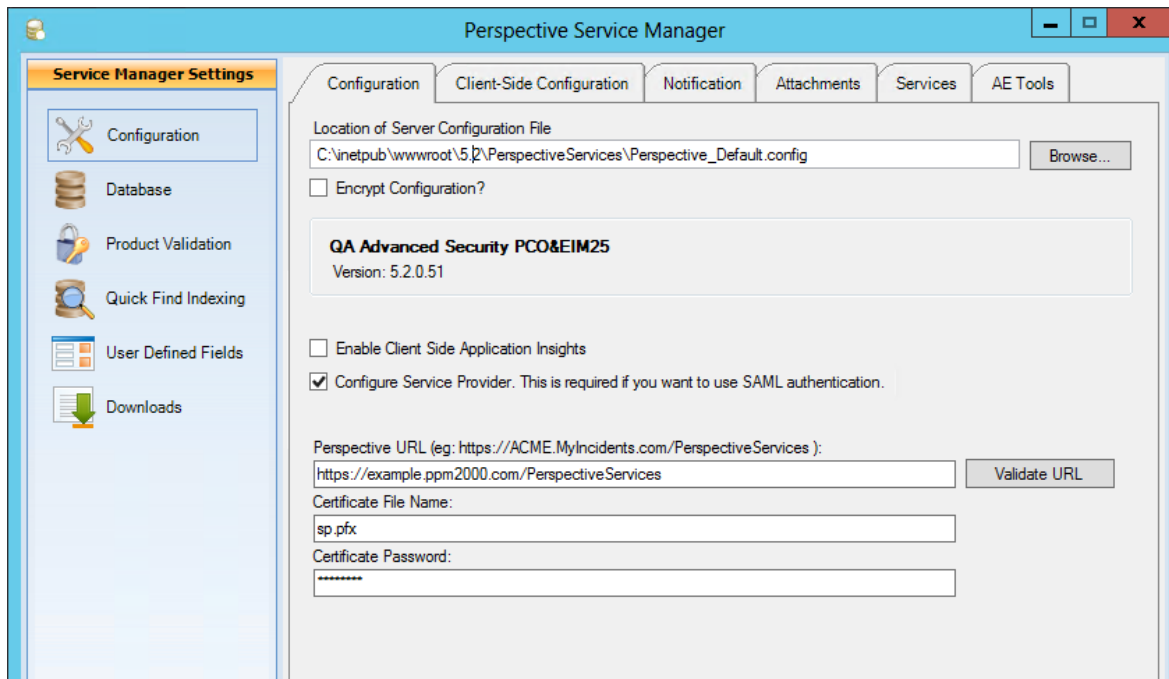 Perspective Service Manager
Service Manager Settings
Configuration
Database
Product Validation
Quick Find Indexing
User Defined Fields
Downloads
Configuration Client-Side Configuration Notification Attachments Services AE Tools
Location of Server Configuration File
C:\inetpub\wwwroot\5.2\PerspectiveServices\Perspective_Default.config Browse...
Encrypt Configuration?
QA Advanced Security PCO&EIM25
Version: 5.2.0.51
Enable Client Side Application Insights
Configure Service Provider. This is required if you want to use SAML authentication.
Perspective URL (eg: https://ACME.MyIncidents.com/PerspectiveServices ):
https://example.ppm2000.com/PerspectiveServices Validate URL
Certificate File Name:
sp.pfx
Certificate Password:
********